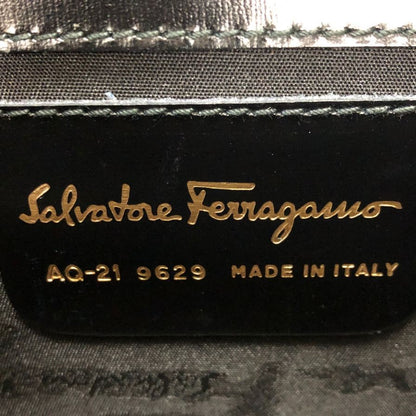 Salvatore Ferragamo
AQ-21 9629 MADE IN ITALY